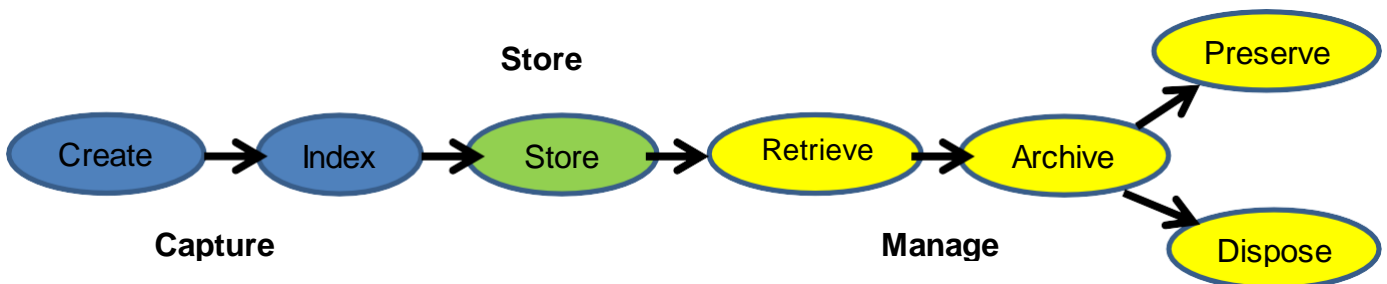 Store
Preserve
Create
Index
Store
Retrieve
Archive
Capture
Manage
Dispose